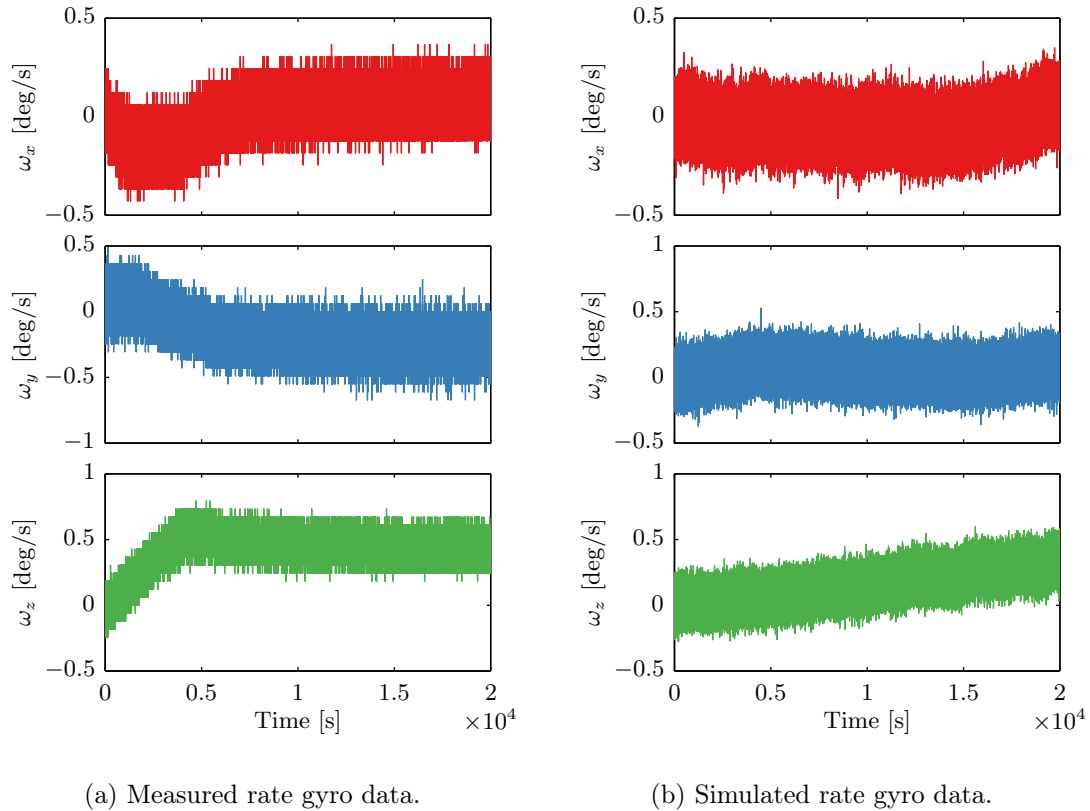 0.5
0
−0.5
ω_x [deg/s]
0.5
0
−0.5
−1
ω_y [deg/s]
1
0.5
0
−0.5
ω_z [deg/s]
0 0.5 1 1.5 2
Time [s]
×10^4
(a) Measured rate gyro data.
0.5
0
−0.5
ω_x [deg/s]
1
0.5
0
−0.5
ω_y [deg/s]
1
0.5
0
−0.5
ω_z [deg/s]
0 0.5 1 1.5 2
Time [s]
×10^4
(b) Simulated rate gyro data.